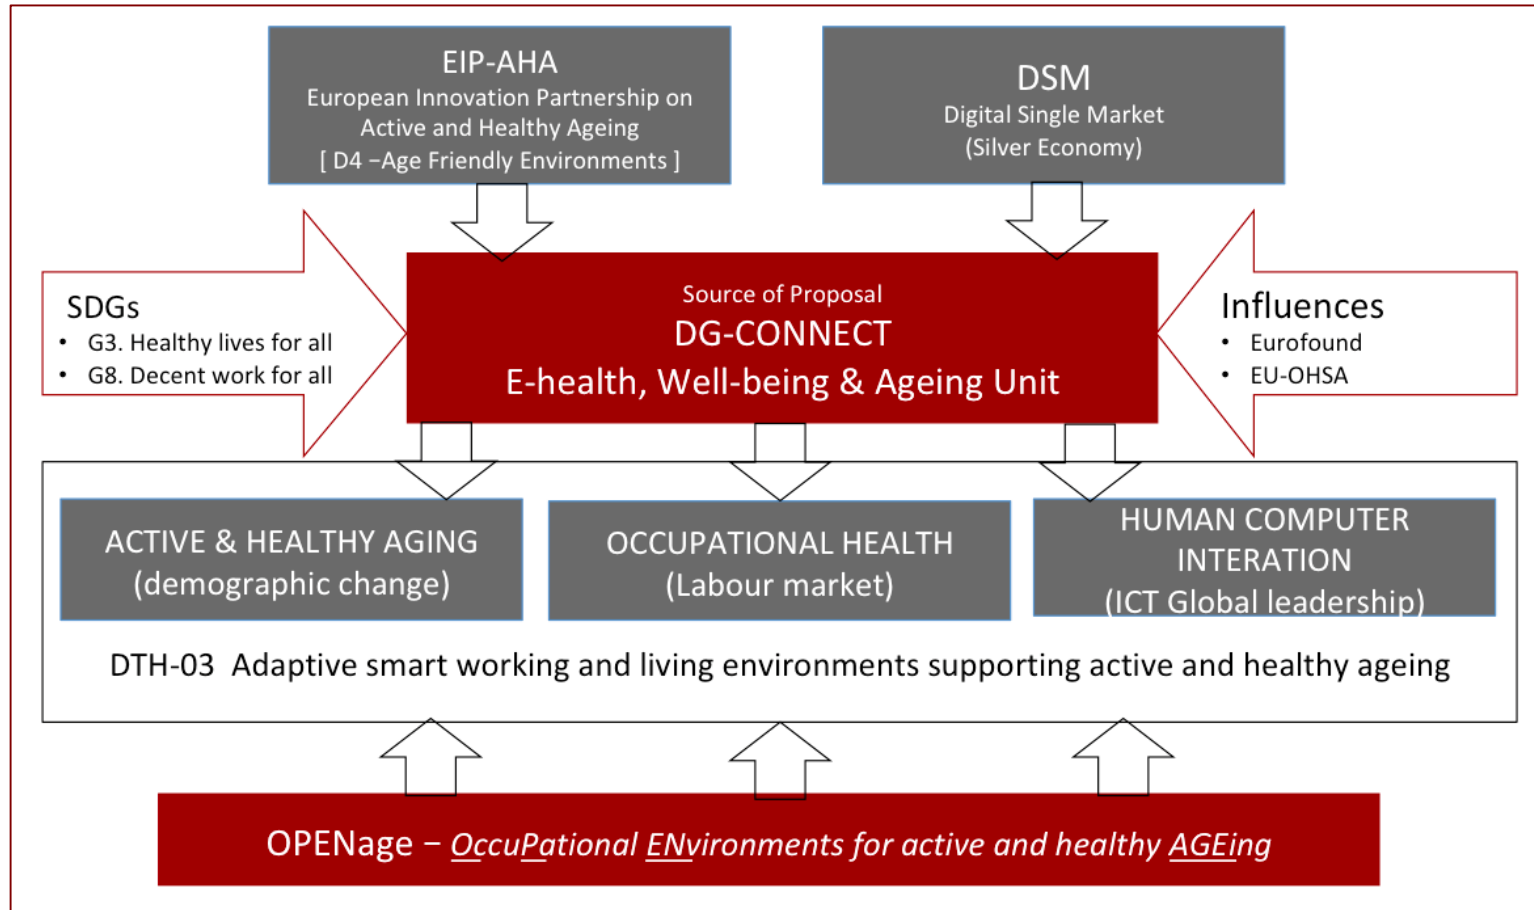 EIP-AHA
European Innovation Partnership on
Active and Healthy Ageing
[ D4 –Age Friendly Environments ]
DSM
Digital Single Market
(Silver Economy)
SDGs
• G3. Healthy lives for all
• G8. Decent work for all
Source of Proposal
DG-CONNECT
E-health, Well-being & Ageing Unit
Influences
• Eurofound
• EU-OHSA
ACTIVE & HEALTHY AGING
(demographic change)
OCCUPATIONAL HEALTH
(Labour market)
HUMAN COMPUTER
INTERATION
(ICT Global leadership)
DTH-03 Adaptive smart working and living environments supporting active and healthy ageing
OPENage – OccuPational ENvironments for active and healthy AGEing